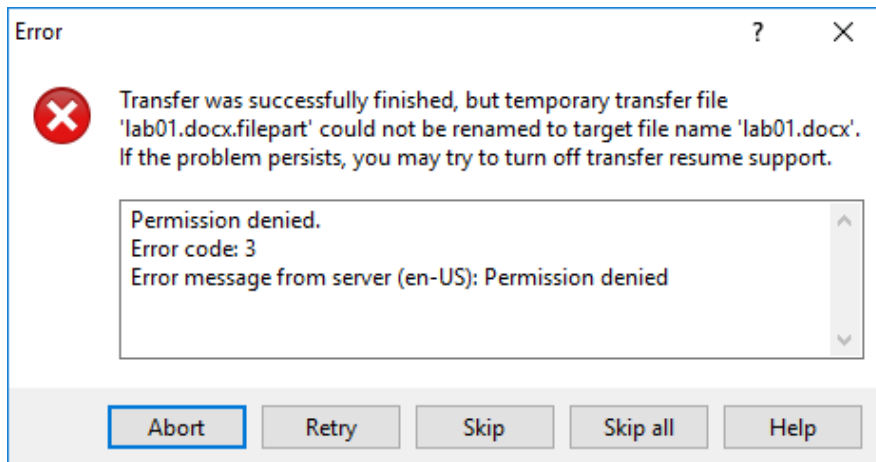 Error
?
Transfer was successfully finished, but temporary transfer file
'lab01.docx.filepart' could not be renamed to target file name 'lab01.docx'.
If the problem persists, you may try to turn off transfer resume support.
Permission denied.
Error code: 3
Error message from server (en-US): Permission denied
Abort Retry Skip Skip all Help